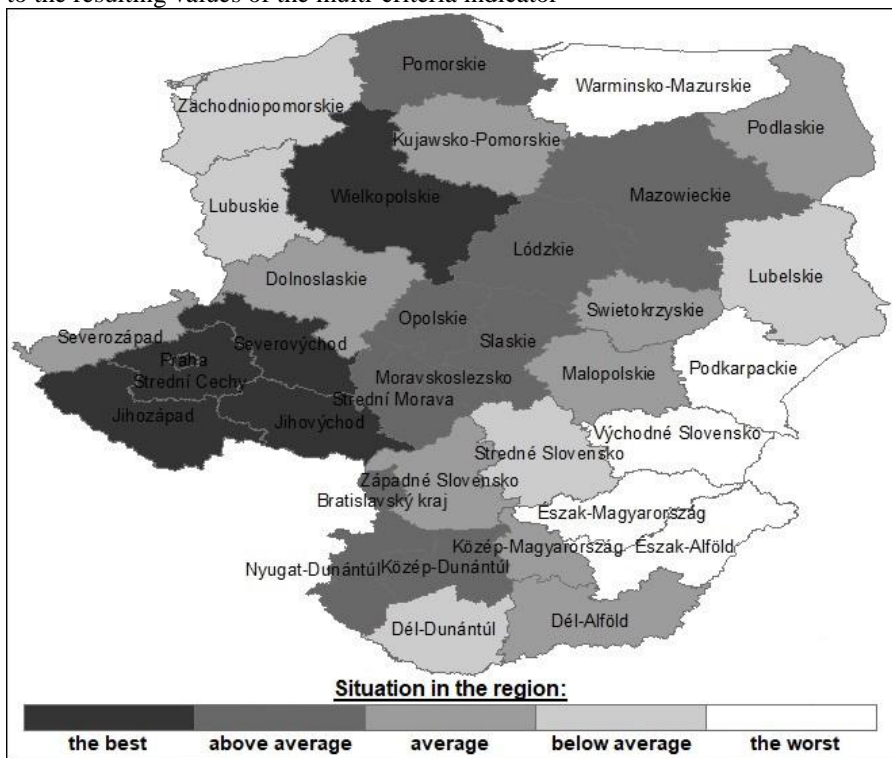 to the resulting values of the multi-criteria indicator
Pomorskie
Warminsko-Mazurskie
Zachodniopomorskie
Podlaskie
Kujawsko-Pomorskie
Wielkopolskie
Mazowieckie
Lubuskie
Lódzkie
Lubelskie
Dolnoslaskie
Swietokrzyskie
Opolskie
Severozápad
Severovýchod
Slaskie
Praha
Strední Cechy
Moravskoslezsko
Malopolskie
Podkarpackie
Strední Morava
Jihozápad
Jihovýchod
Východné Slovensko
Stredné Slovensko
Západné Slovensko
Bratislavský kraj
Észak-Magyarország
Közép-Magyarország
Észak-Alföld
Nyugat-Dunántúl
Közép-Dunántúl
Dél-Alföld
Dél-Dunántúl
Situation in the region:
the best above average average below average the worst